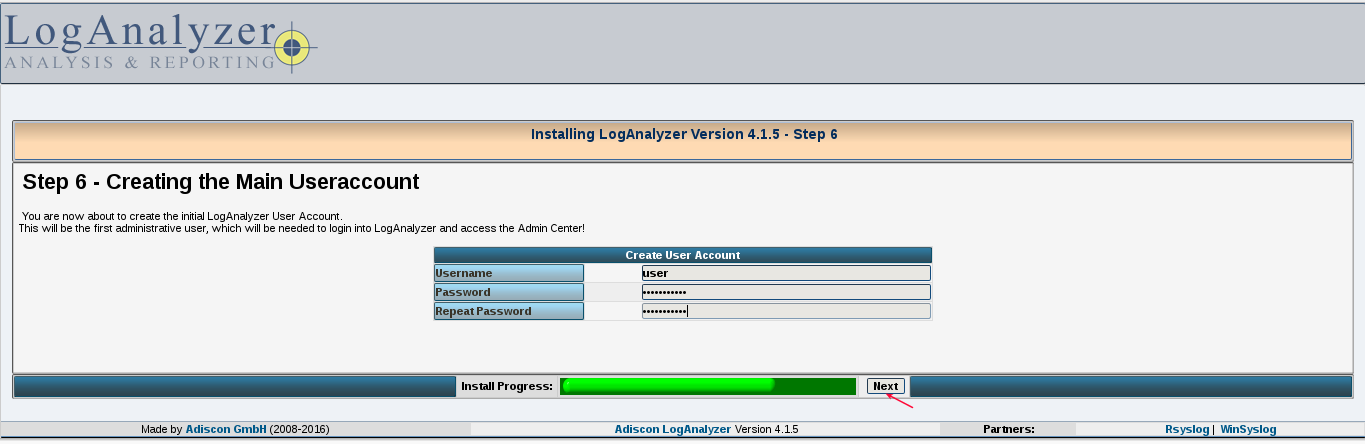 LogAnalyzer
ANALYSIS & REPORTING
Installing LogAnalyzer Version 4.1.5 - Step 6
Step 6 - Creating the Main Useraccount
You are now about to create the initial LogAnalyzer User Account.
This will be the first administrative user, which will be needed to login into LogAnalyzer and access the Admin Center!
Create User Account
Username user
Password •••••••••••
Repeat Password •••••••••••
Install Progress: Next
Made by Adiscon GmbH (2008-2016) Adiscon LogAnalyzer Version 4.1.5 Partners: Rsyslog | WinSyslog